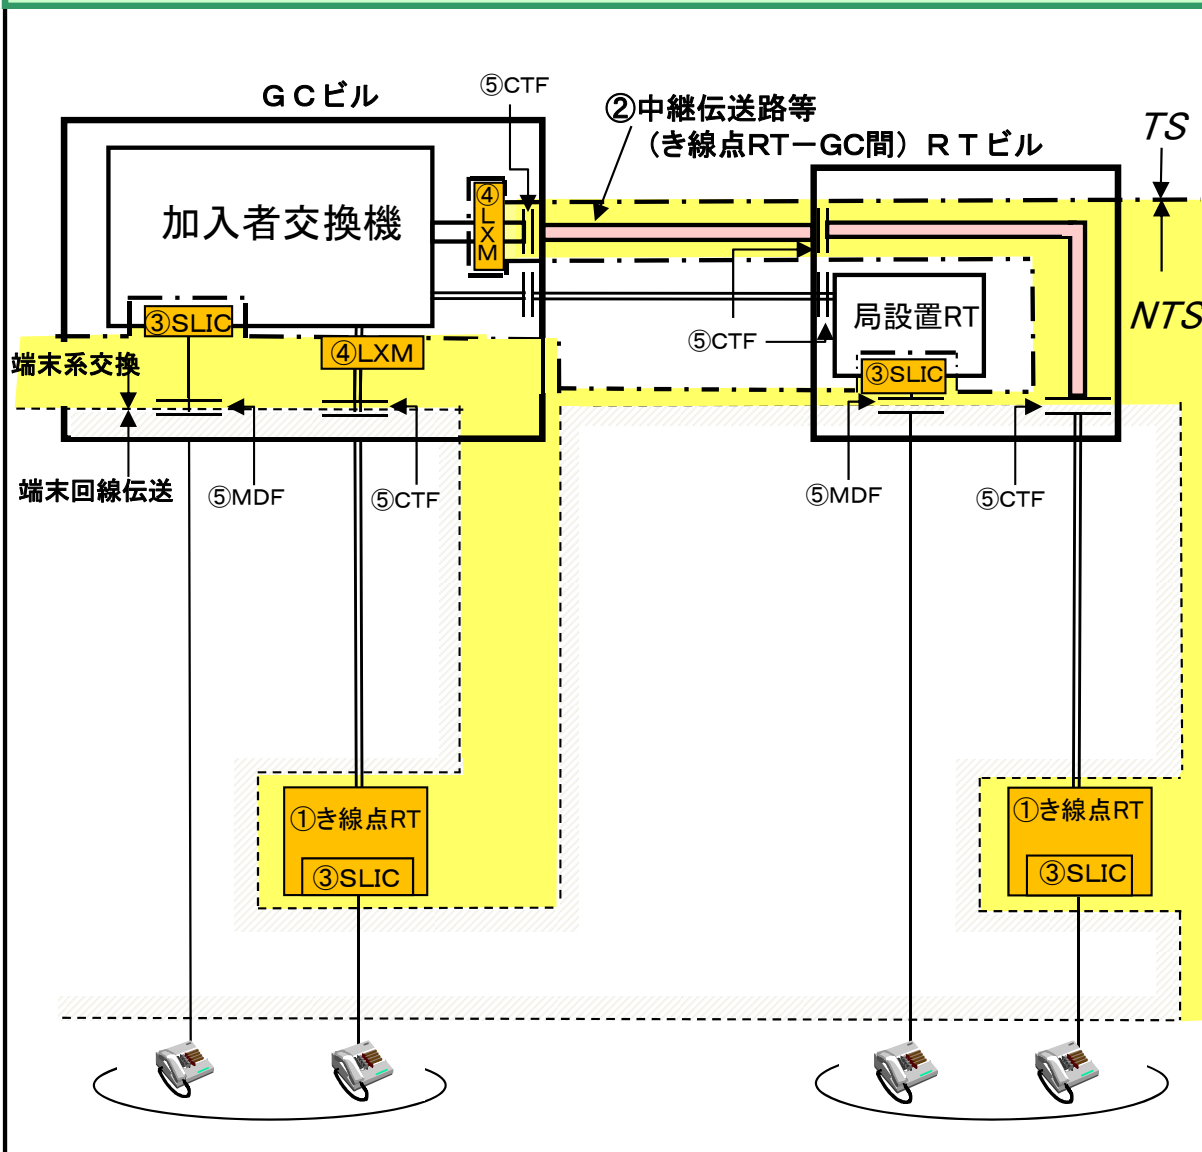 GCビル
⑤CTF
②中継伝送路等
（き線点RT－GC間）
RTビル
TS
加入者交換機
④
L
X
M
NTS
③SLIC
④LXM
局設置RT
⑤CTF
③SLIC
端末系交換
端末回線伝送
⑤MDF
⑤CTF
⑤MDF
⑤CTF
①き線点RT
③SLIC
①き線点RT
③SLIC